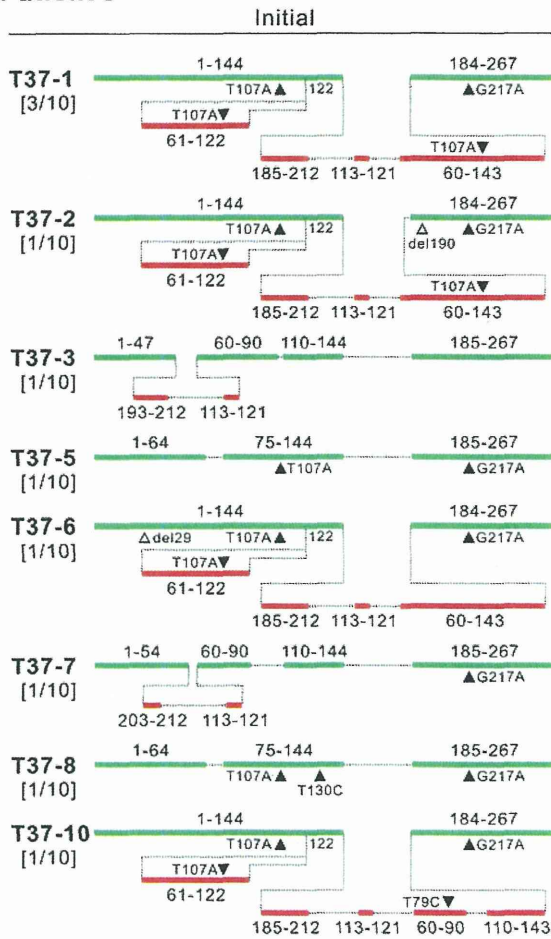 Initial
1-144 184-267
T37-1 T107A▲ 122 ▲G217A
[3/10] T107A▼ T107A▼
61-122
185-212 113-121 60-143
1-144 184-267
T37-2 T107A▲ 122 △ ▲G217A
[1/10] T107A▼ del190
T107A▼
61-122
185-212 113-121 60-143
1-47 60-90 110-144 185-267
T37-3
[1/10]
193-212 113-121
1-64 75-144 185-267
T37-5
[1/10] ▲T107A ▲G217A
1-144 184-267
T37-6 △del29 T107A▲ 122 ▲G217A
[1/10] T107A▼
61-122
185-212 113-121 60-143
1-54 60-90 110-144 185-267
T37-7
[1/10] ▲G217A
203-212 113-121
1-64 75-144 185-267
T37-8 T107A▲ ▲ ▲G217A
[1/10] T130C
1-144 184-267
T37-10 T107A▲ 122 ▲G217A
[1/10] T107A▼
61-122 T79C▼
185-212 113-121 60-90 110-143